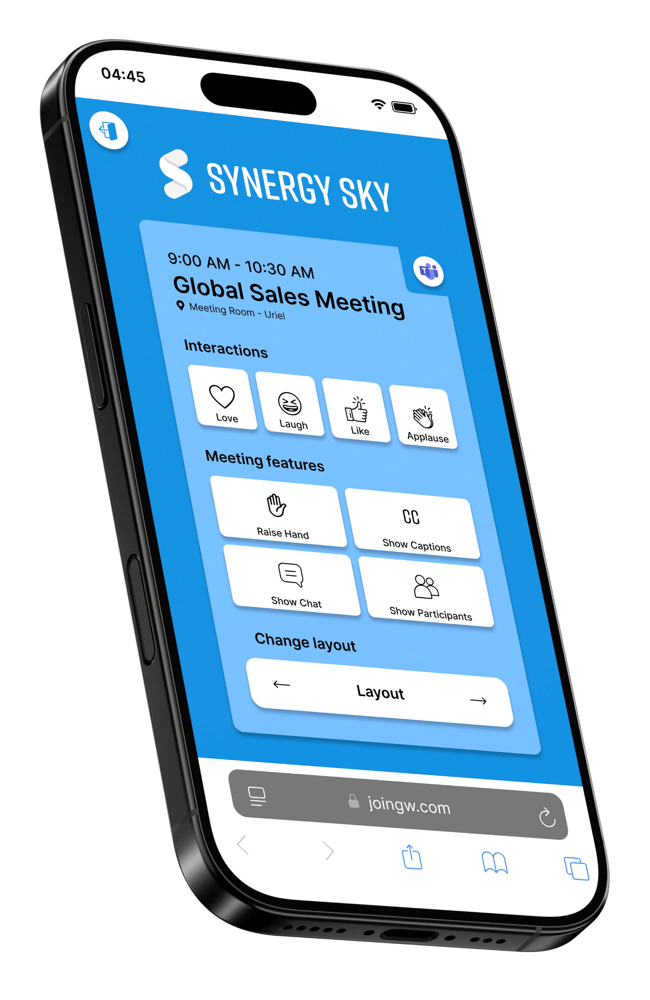 04:45
SYNERGY SKY
9:00 AM - 10:30 AM
T
Global Sales Meeting
Meeting Room - Uriel
Interactions
Love
Laugh
Like
Applause
Meeting features
Raise Hand
CC
Show Captions
Show Chat
Show Participants
Change layout
Layout
joingw.com